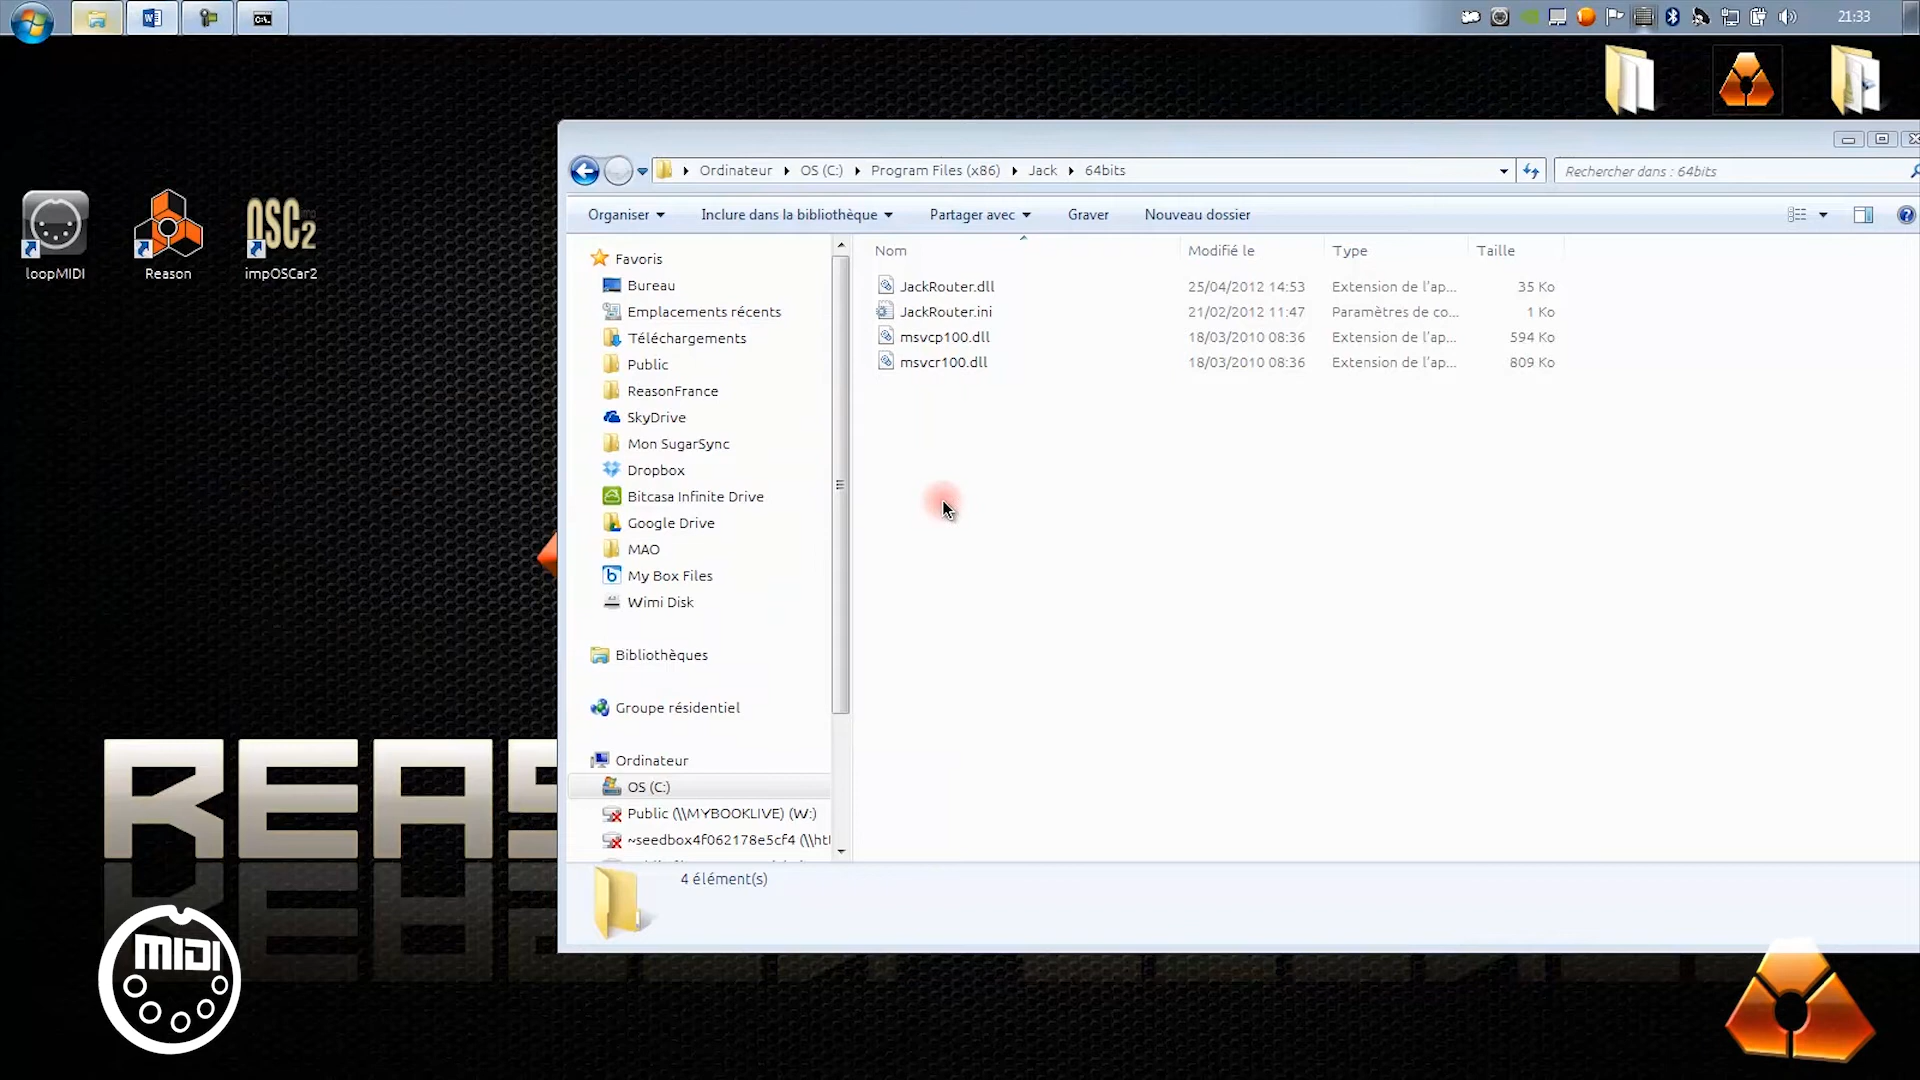 21:33
loopMIDI
Reason
impOSCar2
OSC
2
Ordinateur
OS (C:)
Program Files (x86)
Jack
64bits
Rechercher dans : 64bits
Organiser
Inclure dans la bibliothèque
Partager avec
Graver
Nouveau dossier
Nom
Modifié le
Type
Taille
JackRouter.dll
25/04/2012 14:53
Extension de l'ap...
35 Ko
JackRouter.ini
21/02/2012 11:47
Paramètres de co...
1 Ko
msvcp100.dll
18/03/2010 08:36
Extension de l'ap...
594 Ko
msvcr100.dll
18/03/2010 08:36
Extension de l'ap...
809 Ko
Favoris
Bureau
Emplacements récents
Téléchargements
Public
ReasonFrance
SkyDrive
Mon SugarSync
Dropbox
Bitcasa Infinite Drive
Google Drive
MAO
My Box Files
Wimi Disk
Bibliothèques
Groupe résidentiel
Ordinateur
OS (C:)
Public (\\MYBOOKLIVE) (W:)
~seedbox4f062178e5cf4 (\\htt
4 élément(s)
REAS
MIDI